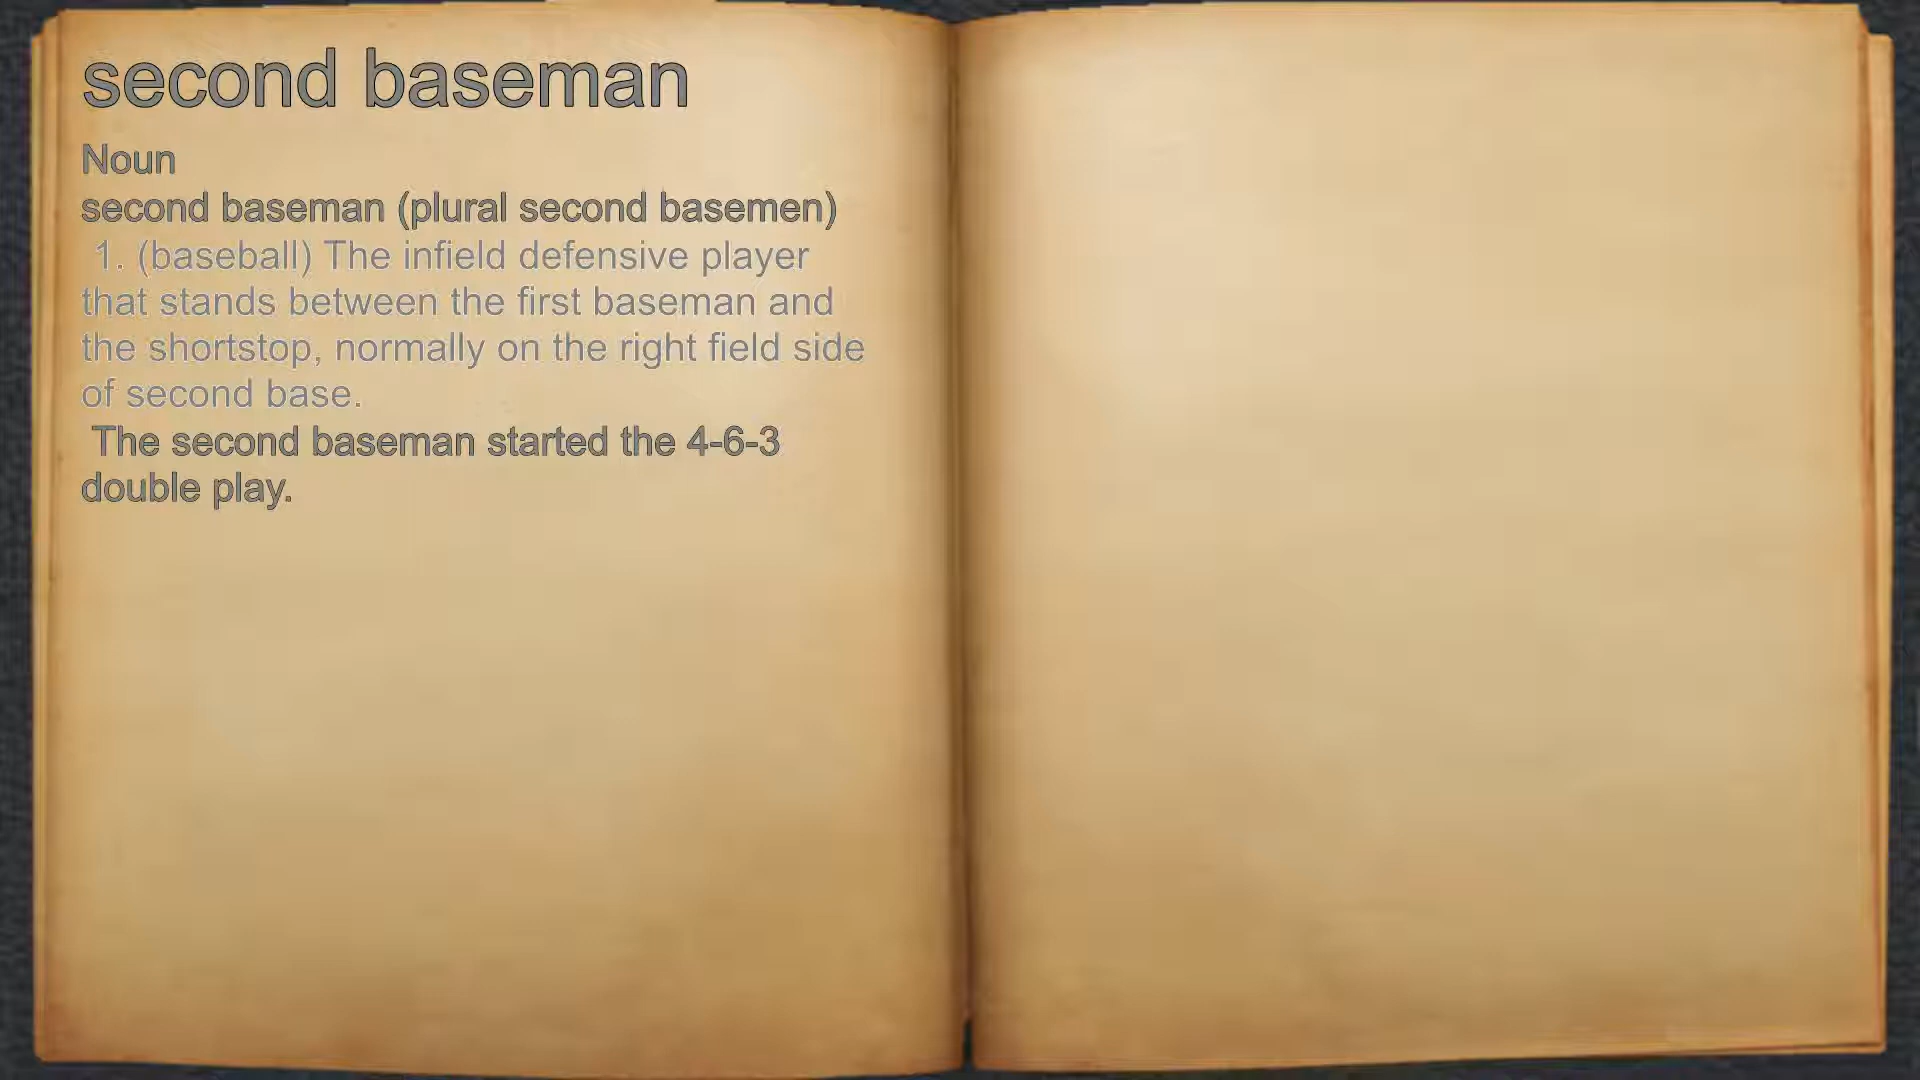 second baseman
Noun
second baseman (plural second basemen)
1. (baseball) The infield defensive player
that stands between the first baseman and
the shortstop, normally on the right field side
of second base.
The second baseman started the 4-6-3
double play.